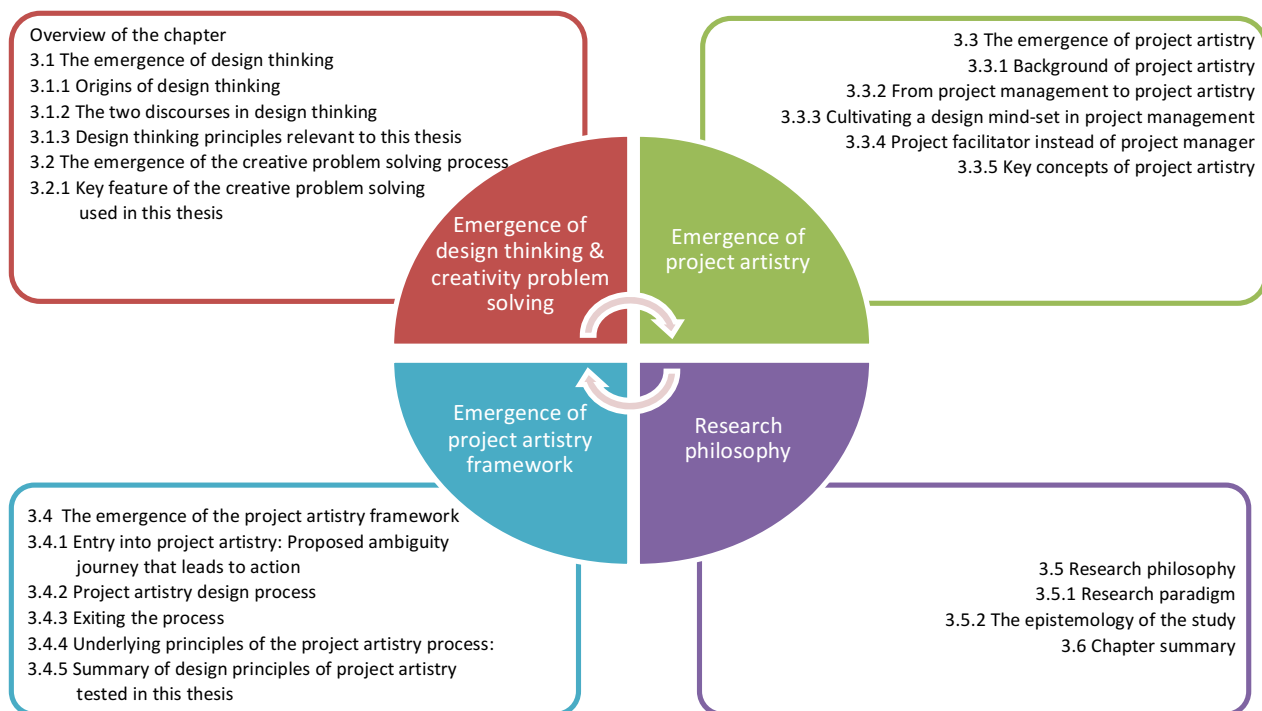 Overview of the chapter
3.1 The emergence of design thinking
3.1.1 Origins of design thinking
3.1.2 The two discourses in design thinking
3.1.3 Design thinking principles relevant to this thesis
3.2 The emergence of the creative problem solving process
3.2.1 Key feature of the creative problem solving
used in this thesis
3.3 The emergence of project artistry
3.3.1 Background of project artistry
3.3.2 From project management to project artistry
3.3.3 Cultivating a design mind-set in project management
3.3.4 Project facilitator instead of project manager
3.3.5 Key concepts of project artistry
Emergence of
design thinking &
creativity problem
solving
Emergence of
project artistry
Emergence of
project artistry
framework
Research
philosophy
3.4 The emergence of the project artistry framework
3.4.1 Entry into project artistry: Proposed ambiguity
journey that leads to action
3.4.2 Project artistry design process
3.4.3 Exiting the process
3.4.4 Underlying principles of the project artistry process:
3.4.5 Summary of design principles of project artistry
tested in this thesis
3.5 Research philosophy
3.5.1 Research paradigm
3.5.2 The epistemology of the study
3.6 Chapter summary